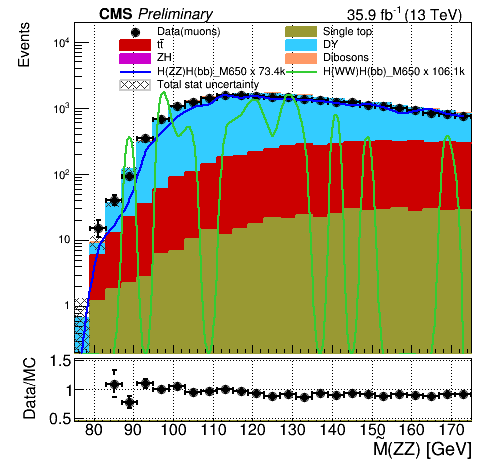 CMS Preliminary 35.9 fb⁻¹ (13 TeV)
Events
Data(muons) Single top
tt̄ DY
ZH Dibosons
H(ZZ)H(bb)_M650 x 73.4k H(WW)H(bb)_M650 x 106.1k
Total stat uncertainty
10⁴
10³
10²
10
1
Data/MC
1.5
1
0.5
80 90 100 110 120 130 140 150 160 170
M̃(ZZ) [GeV]